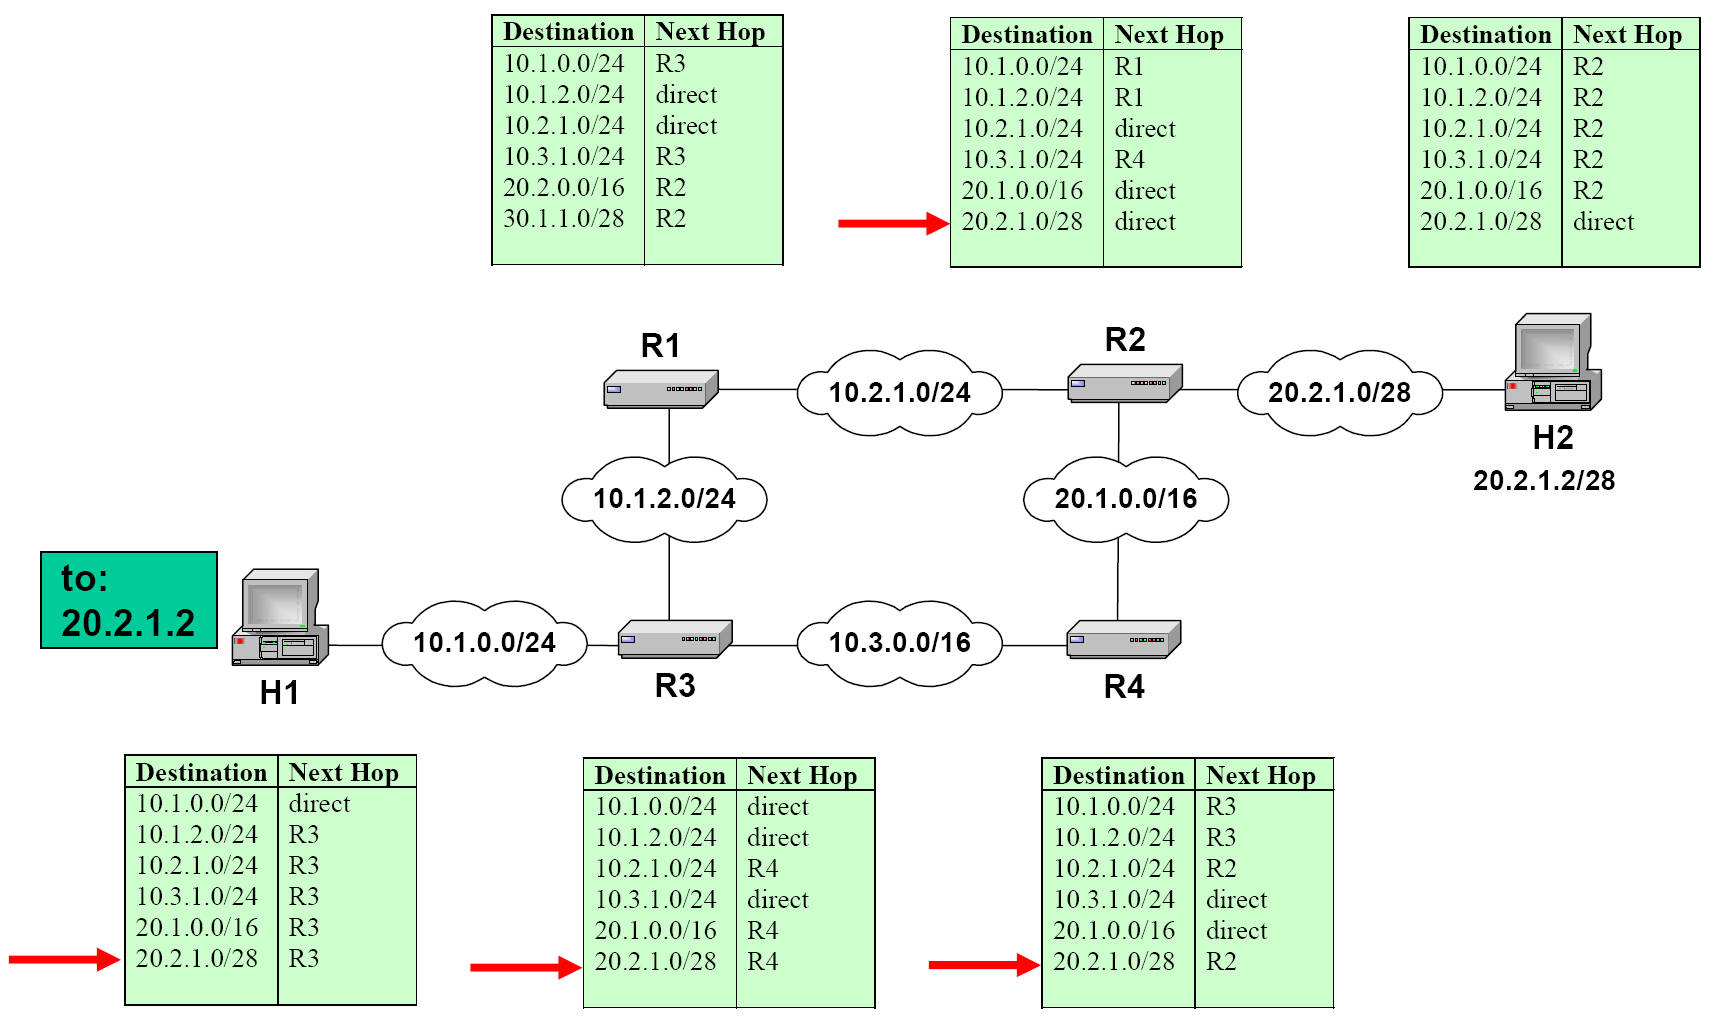 Destination Next Hop
10.1.0.0/24 R3
10.1.2.0/24 direct
10.2.1.0/24 direct
10.3.1.0/24 R3
20.2.0.0/16 R2
30.1.1.0/28 R2
Destination Next Hop
10.1.0.0/24 R1
10.1.2.0/24 R1
10.2.1.0/24 direct
10.3.1.0/24 R4
20.1.0.0/16 direct
20.2.1.0/28 direct
Destination Next Hop
10.1.0.0/24 R2
10.1.2.0/24 R2
10.2.1.0/24 R2
10.3.1.0/24 R2
20.1.0.0/16 R2
20.2.1.0/28 direct
R1
R2
10.2.1.0/24
20.2.1.0/28
H2
20.2.1.2/28
10.1.2.0/24
20.1.0.0/16
to:
20.2.1.2
10.1.0.0/24
10.3.0.0/16
H1
R3
R4
Destination Next Hop
10.1.0.0/24 direct
10.1.2.0/24 R3
10.2.1.0/24 R3
10.3.1.0/24 R3
20.1.0.0/16 R3
20.2.1.0/28 R3
Destination Next Hop
10.1.0.0/24 direct
10.1.2.0/24 direct
10.2.1.0/24 R4
10.3.1.0/24 direct
20.1.0.0/16 R4
20.2.1.0/28 R4
Destination Next Hop
10.1.0.0/24 R3
10.1.2.0/24 R3
10.2.1.0/24 R2
10.3.1.0/24 direct
20.1.0.0/16 direct
20.2.1.0/28 R2